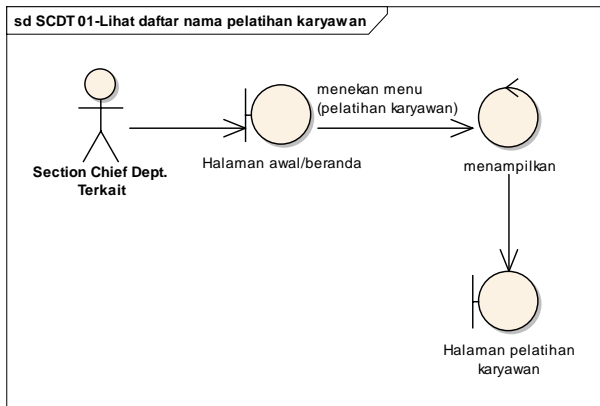 sd SCDT 01-Lihat daftar nama pelatihan karyawan
menekan menu
(pelatihan karyawan)
Section Chief Dept.
Terkait
Halaman awal/beranda
menampilkan
Halaman pelatihan
karyawan